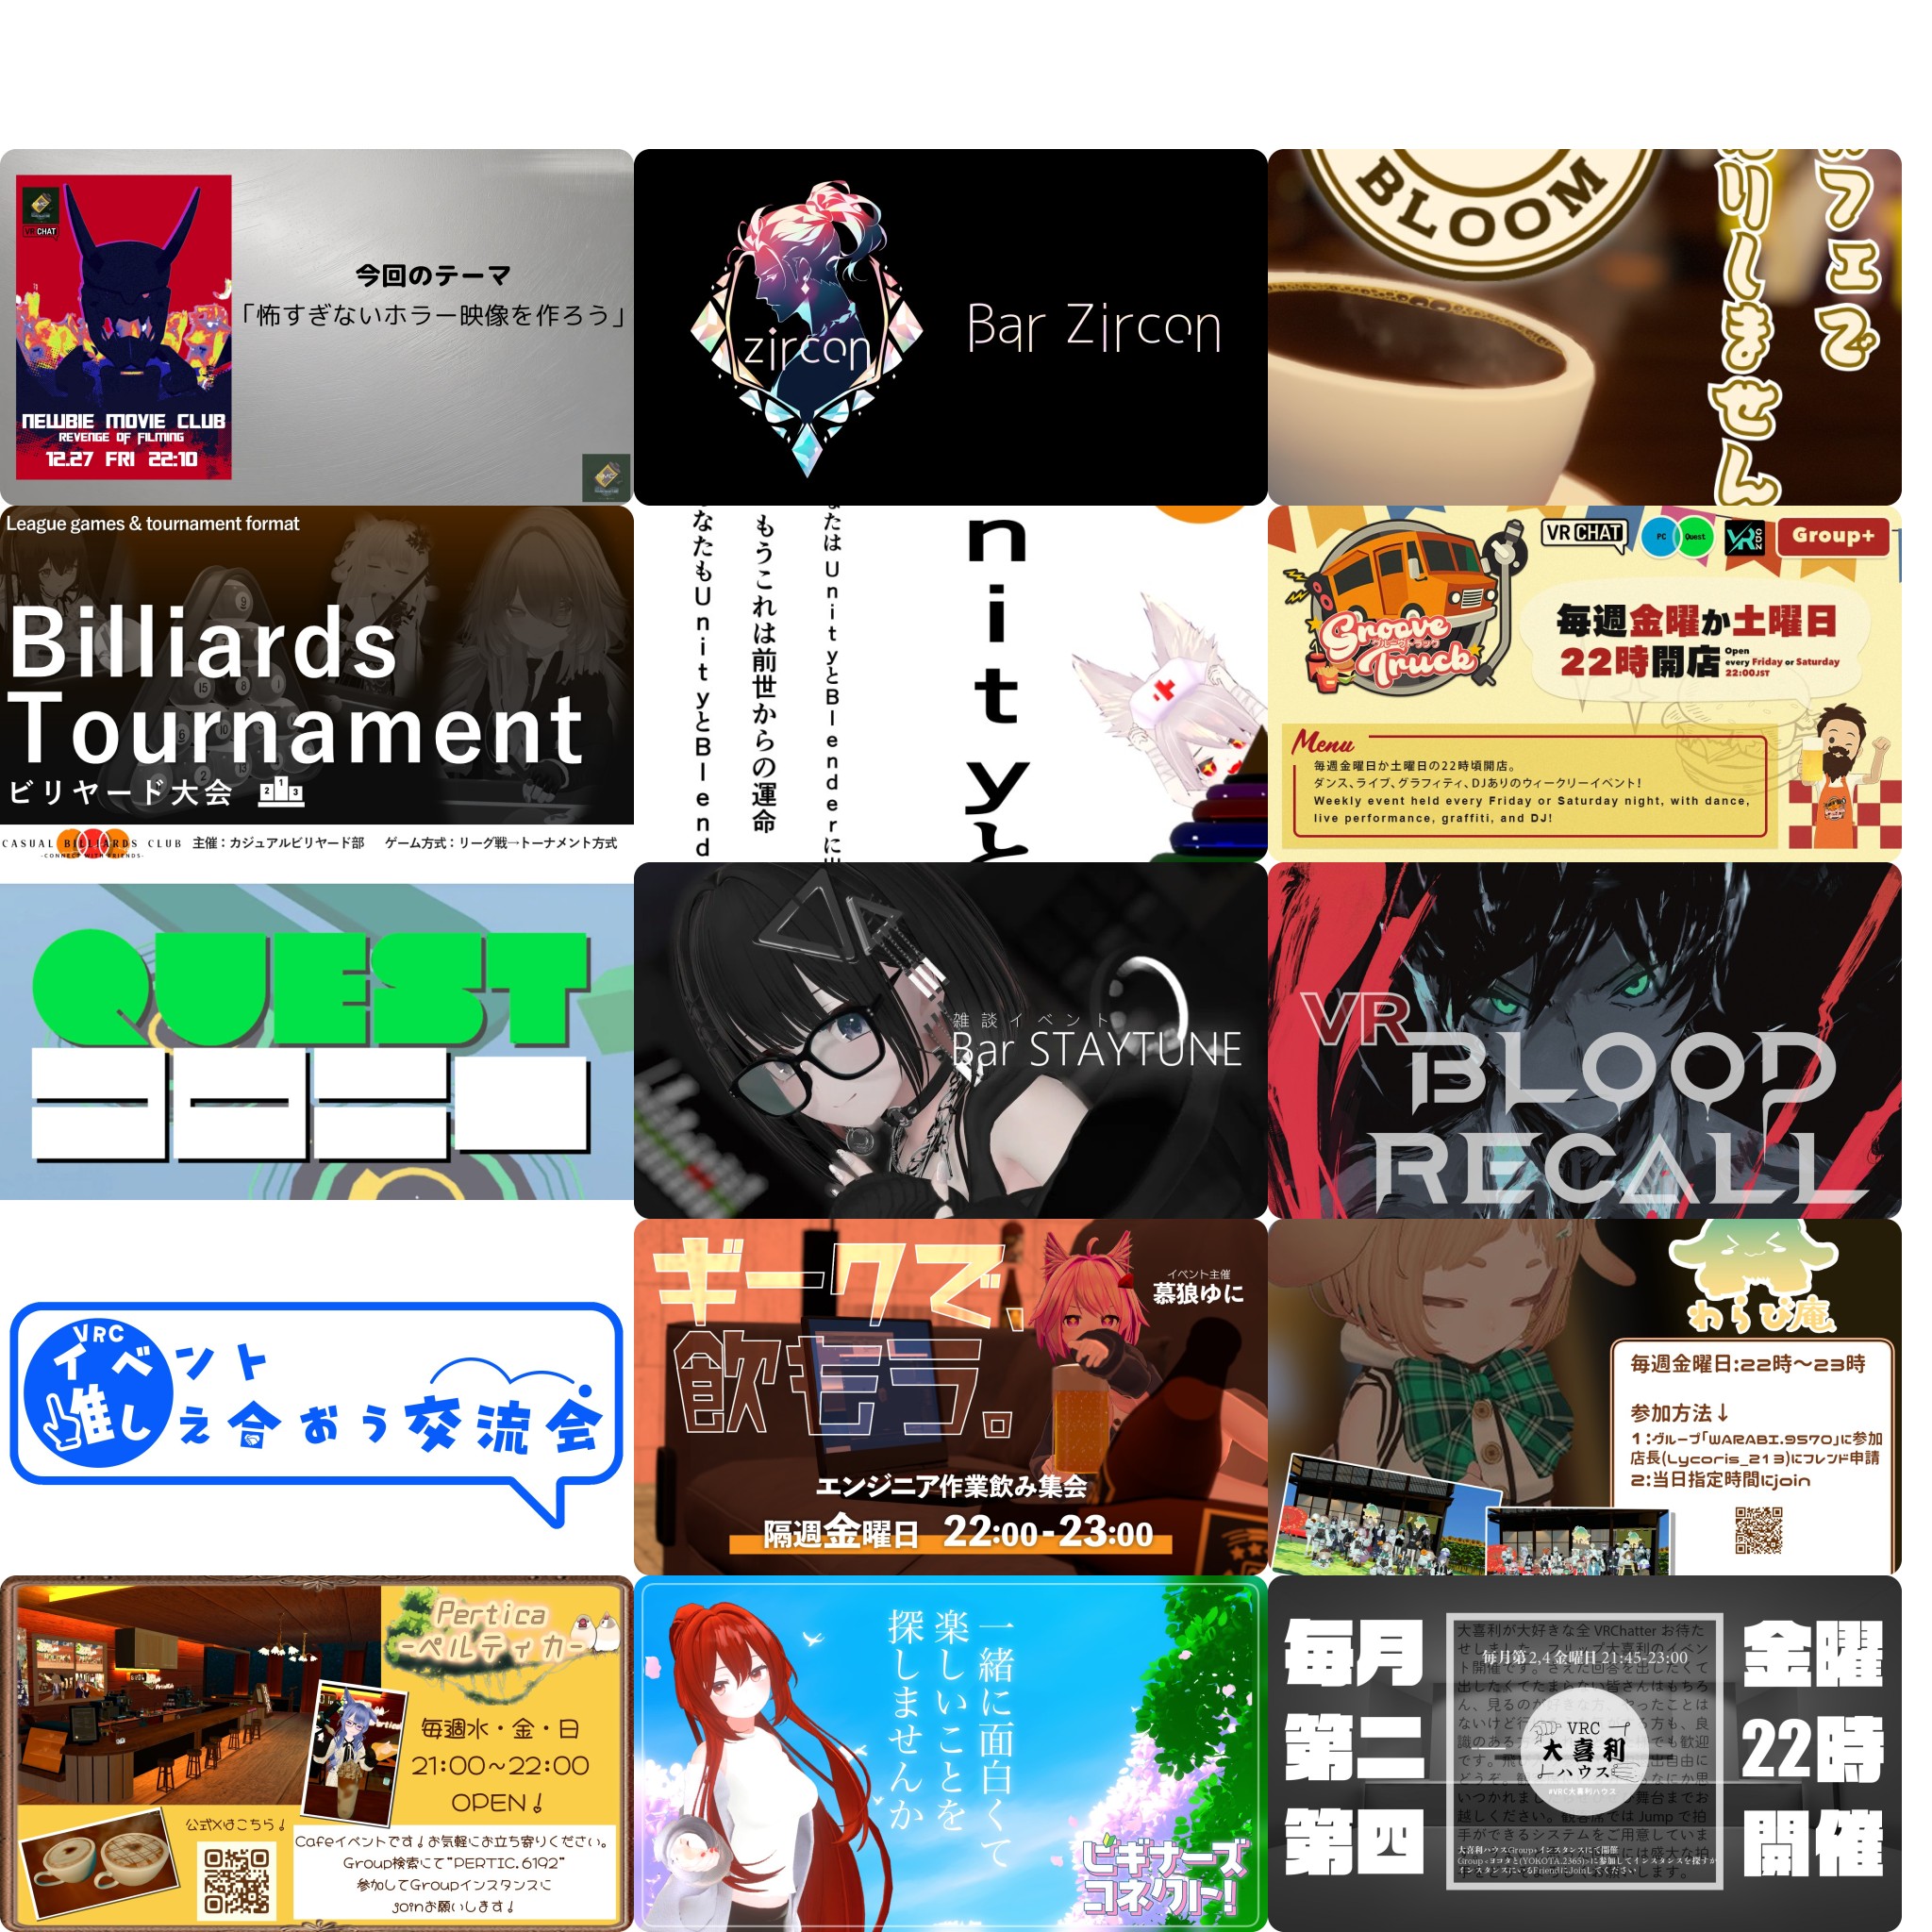 VRCHAT
今回のテーマ
「怖すぎないホラー映像を作ろう」
NEWBIE MOVIE CLUB
REVENGE OF FILMING
12.27 FRI 22:10
zircon
Bar Zircon
BLOOM
フェで
りしません
League games & tournament format
Billiards
Tournament
ビリヤード大会
CASUAL BILLIARDS CLUB
-CONNECT WITH FRIENDS-
主催：カジュアルビリヤード部
ゲーム方式：リーグ戦→トーナメント方式
nityと
たは UnityとBlenderに
もうこれは前世からの運命
なたもUnityとBlend
Groove
Truck
VRCHAT
PC Quest
VR ZOO
Group+
毎週金曜か土曜日
22時開店
Open
every Friday or Saturday
22:00JST
Menu
毎週金曜日か土曜日の22時頃開店。
ダンス、ライブ、グラフィティ、DJありのウィークリーイベント！
Weekly event held every Friday or Saturday night, with dance,
live performance, graffiti, and DJ!
QUEST
雑談イベント
Bar STAYTUNE
VR
BLOOD
RECALL
VRC
イベント
推し え合おう交流会
ギークで、
飲もう。
イベント主催
慕狼ゆに
エンジニア作業飲み集会
隔週金曜日 22:00-23:00
わらび庵
毎週金曜日:22時～23時
参加方法↓
1:グループ「WARABI.9570」に参加
店長(Lycoris_213)にフレンド申請
2:当日指定時間にjoin
Pertica
-ペルティカ-
毎週水・金・日
21:00~22:00
OPEN！
公式Xはこちら！
Cafeイベントです！お気軽にお立ち寄りください。
Group検索にて"PERTIC.6192"
参加してGroupインスタンスに
joinお願いします！
一緒に面白くて
楽しいことを
探しませんか
ビギナーズ
コネクト！
毎月
第二
第四
金曜
22時
開催
毎月第2,4金曜日 21:45-23:00
VRC
大喜利
ハウス
#VRC大喜利ハウス
大喜利が大好きな全 VRChatter お待た